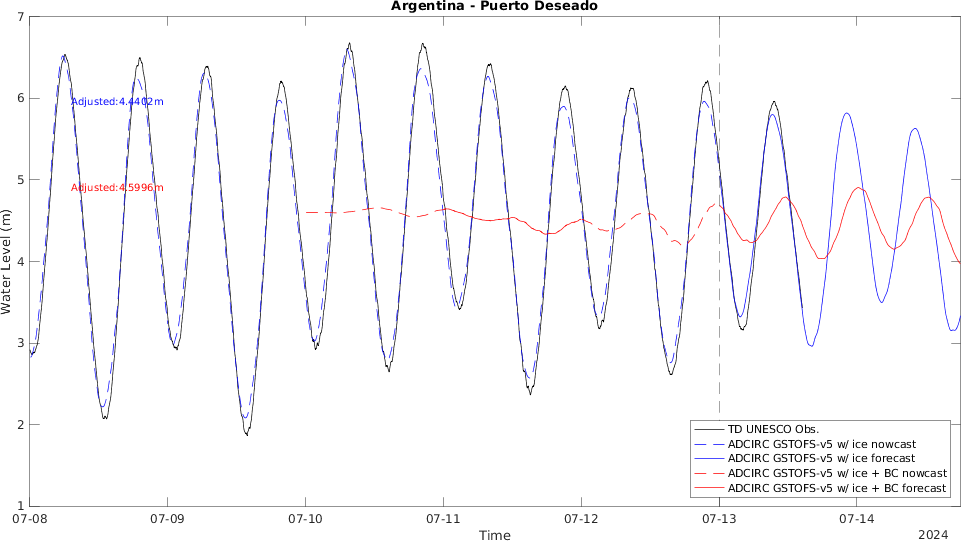 Argentina - Puerto Deseado
Water Level (m)
7
6
5
4
3
2
1
Adjusted:4.4402m
Adjusted:4.5996m
TD UNESCO Obs.
ADCIRC GSTOFS-v5 w/ ice nowcast
ADCIRC GSTOFS-v5 w/ ice forecast
ADCIRC GSTOFS-v5 w/ ice + BC nowcast
ADCIRC GSTOFS-v5 w/ ice + BC forecast
07-08
07-09
07-10
07-11
07-12
07-13
07-14
Time
2024